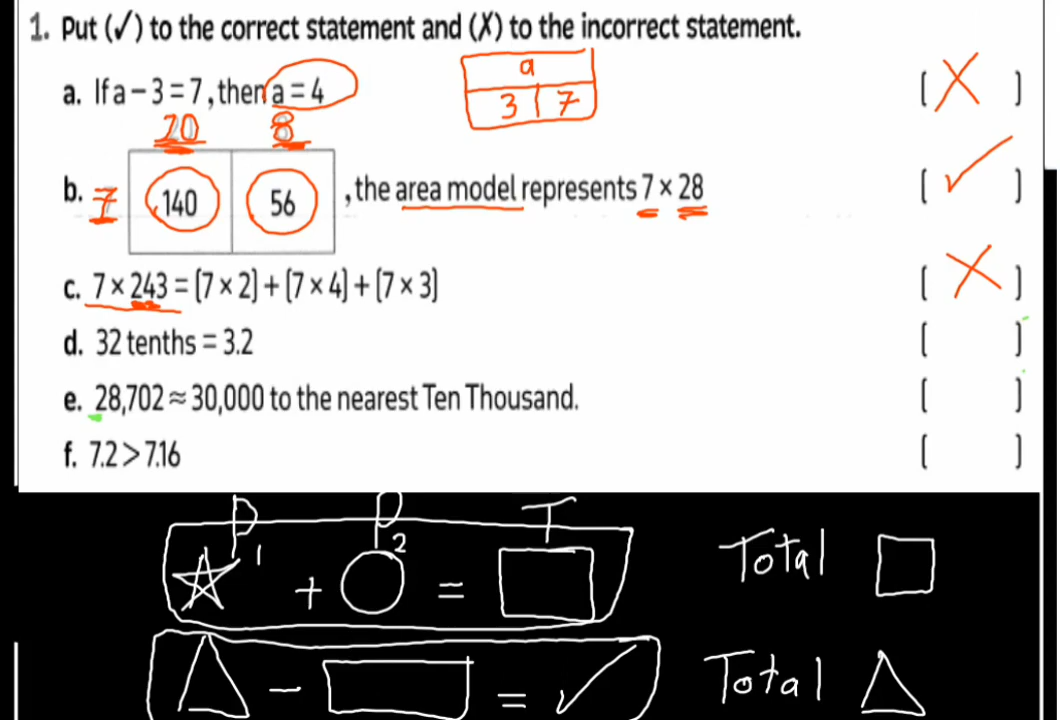 1. Put (✓) to the correct statement and (X) to the incorrect statement.
a
a. If a – 3 = 7, then a = 4 [ X ]
3 7
20 8
b. 7 140 56 , the area model represents 7 × 28 [ ✓ ]
c. 7 × 243 = (7 × 2) + (7 × 4) + (7 × 3) [ X ]
d. 32 tenths = 3.2 [ ]
e. 28,702 ≈ 30,000 to the nearest Ten Thousand. [ ]
f. 7.2 > 7.16 [ ]
P1 P2 T
+ = Total
– = ✓ Total